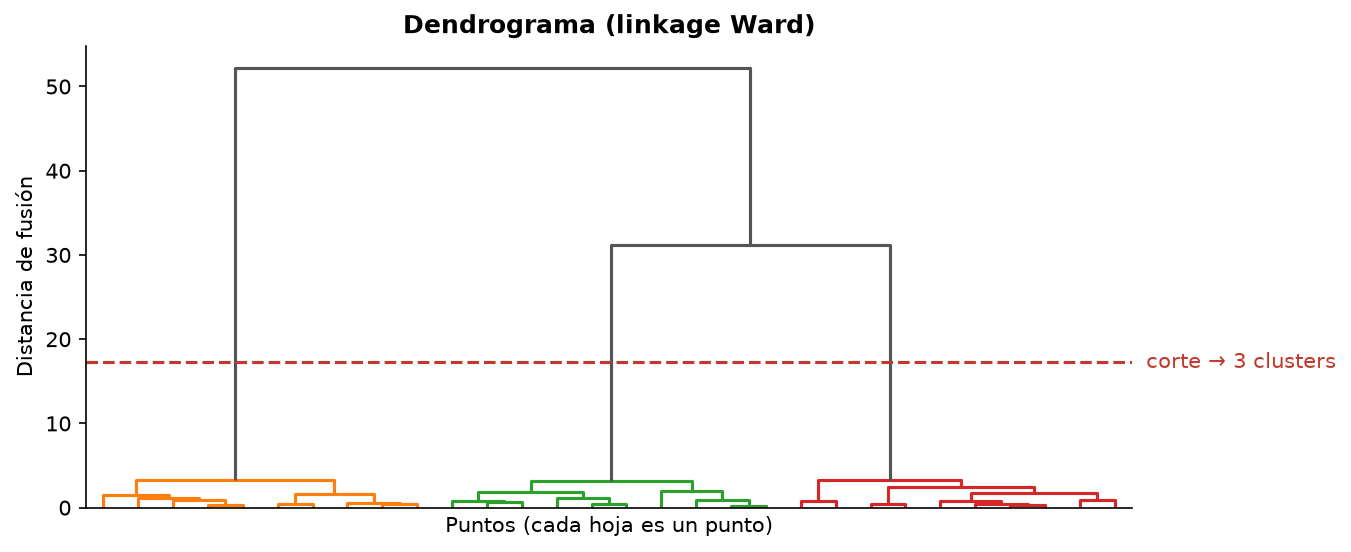 Dendrograma (linkage Ward)
Distancia de fusión
50
40
30
20
10
0
corte → 3 clusters
Puntos (cada hoja es un punto)